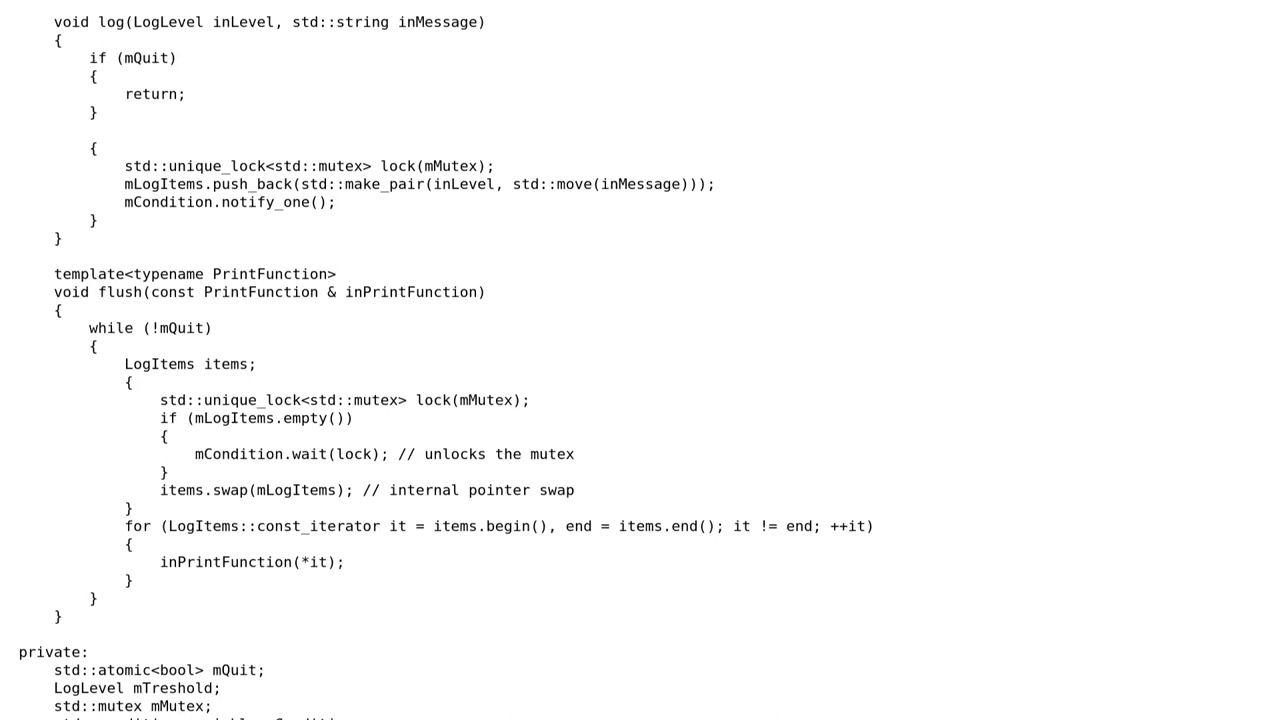 void log(LogLevel inLevel, std::string inMessage)
{
if (mQuit)
{
return;
}
{
std::unique_lock<std::mutex> lock(mMutex);
mLogItems.push_back(std::make_pair(inLevel, std::move(inMessage)));
mCondition.notify_one();
}
}
template<typename PrintFunction>
void flush(const PrintFunction & inPrintFunction)
{
while (!mQuit)
{
LogItems items;
{
std::unique_lock<std::mutex> lock(mMutex);
if (mLogItems.empty())
{
mCondition.wait(lock); // unlocks the mutex
}
items.swap(mLogItems); // internal pointer swap
}
for (LogItems::const_iterator it = items.begin(), end = items.end(); it != end; ++it)
{
inPrintFunction(*it);
}
}
}
private:
std::atomic<bool> mQuit;
LogLevel mTreshold;
std::mutex mMutex;